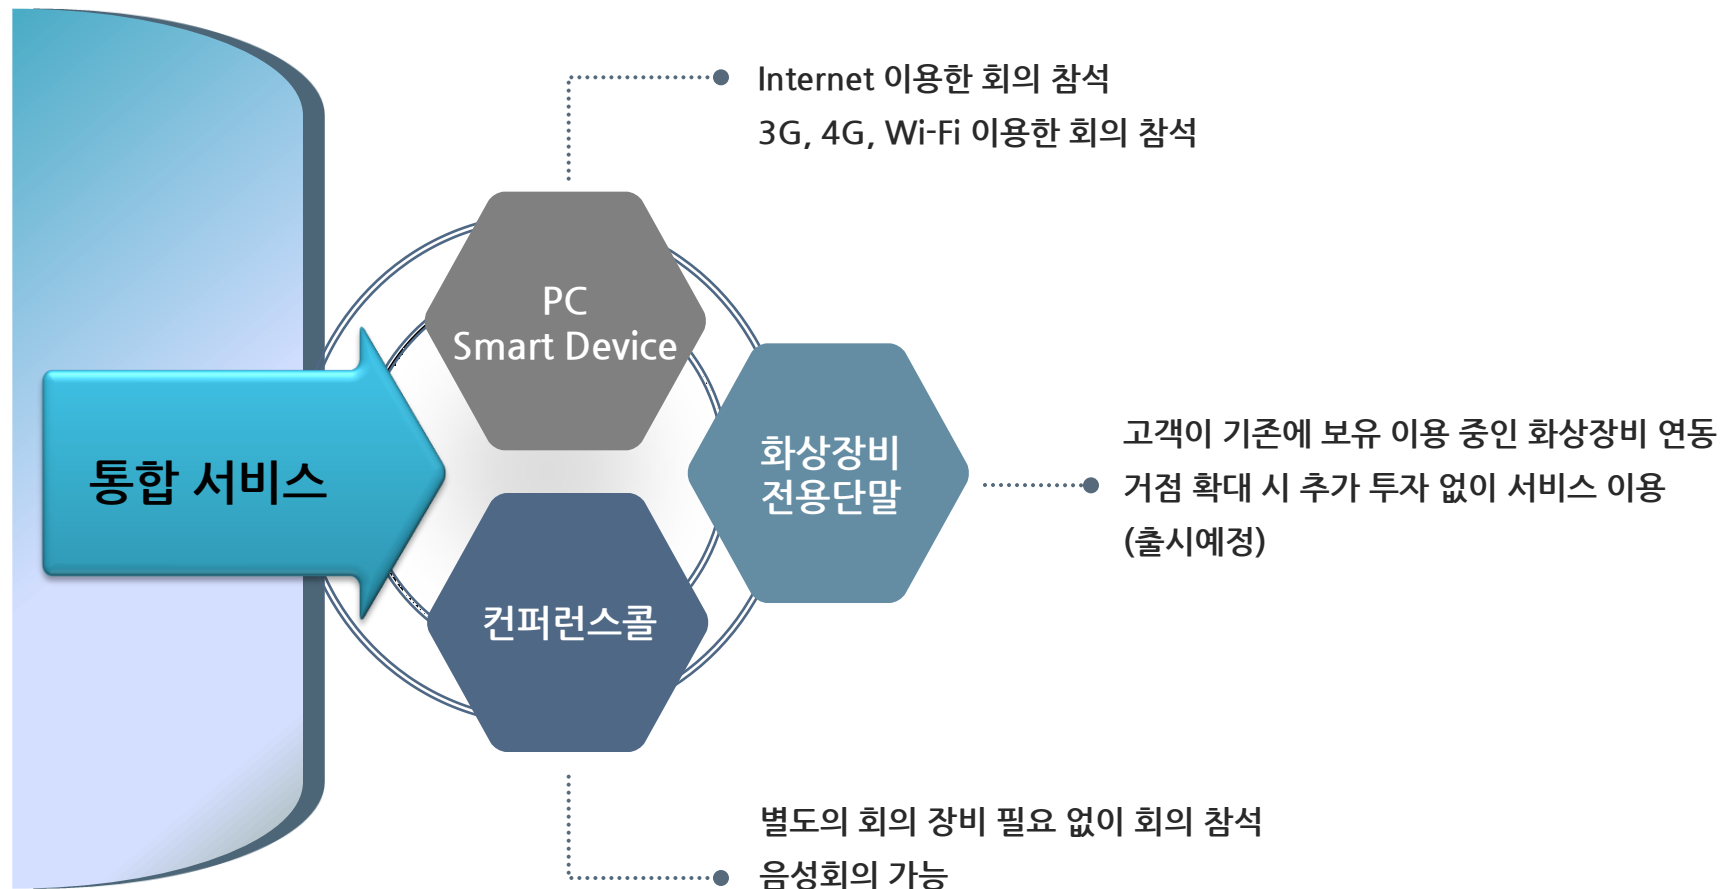 Internet 이용한 회의 참석
3G, 4G, Wi-Fi 이용한 회의 참석
PC
Smart Device
통합 서비스
화상장비
전용단말
고객이 기존에 보유 이용 중인 화상장비 연동
거점 확대 시 추가 투자 없이 서비스 이용
(출시예정)
컨퍼런스콜
별도의 회의 장비 필요 없이 회의 참석
음성회의 가능